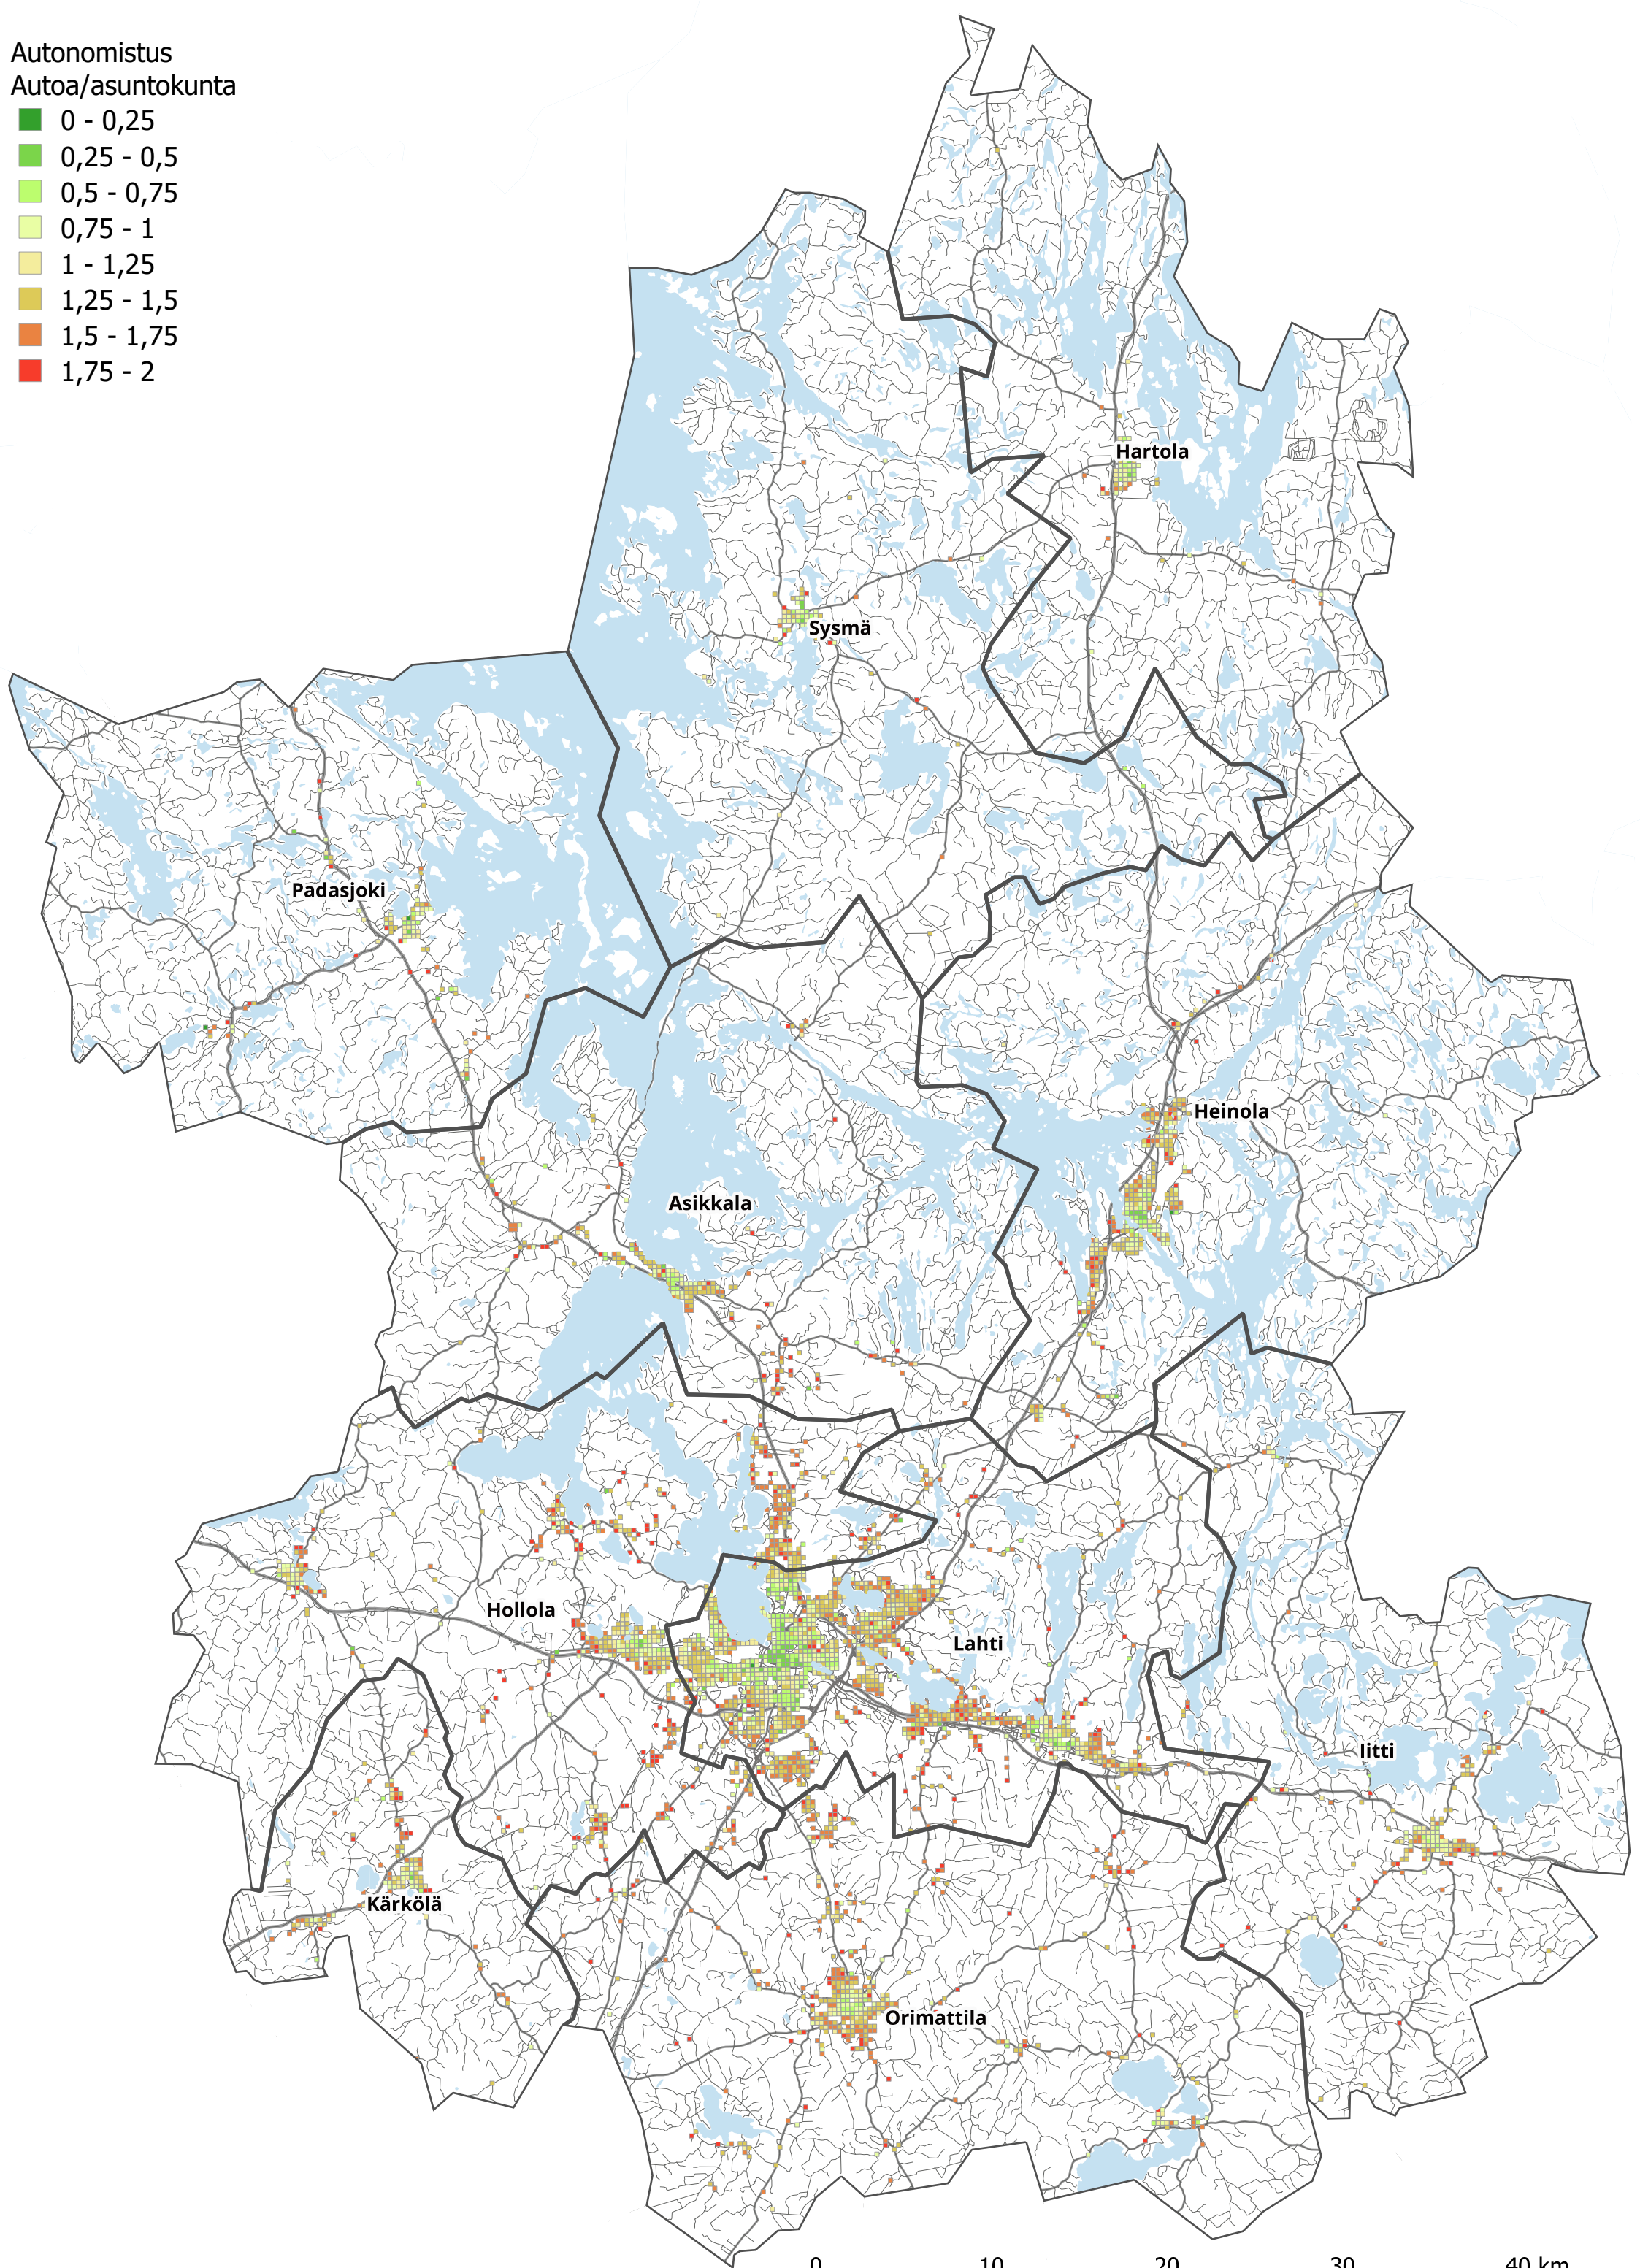 Autonomistus
Autoa/asuntokunta
0 - 0,25
0,25 - 0,5
0,5 - 0,75
0,75 - 1
1 - 1,25
1,25 - 1,5
1,5 - 1,75
1,75 - 2
Hartola
Sysmä
Padasjoki
Heinola
Asikkala
Hollola
Lahti
Iitti
Kärkölä
Orimattila
0 10 20 30 40 km